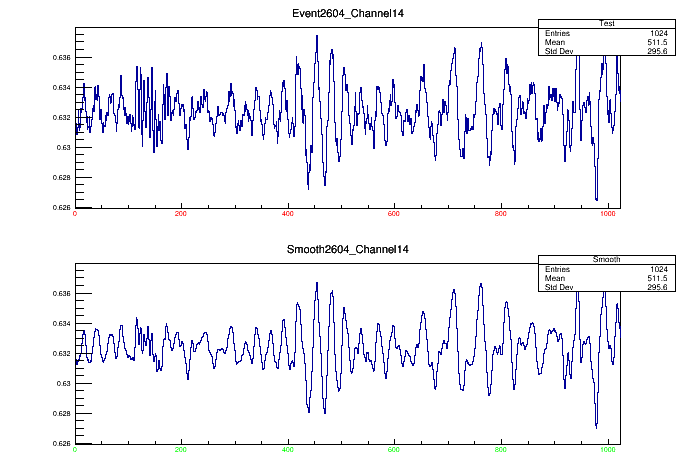 Event2604_Channel14
Test
Entries 1024
Mean 511.5
Std Dev 295.6
0.636
0.634
0.632
0.63
0.628
0.626
0 200 400 600 800 1000
Smooth2604_Channel14
Smooth
Entries 1024
Mean 511.5
Std Dev 295.6
0.636
0.634
0.632
0.63
0.628
0.626
0 200 400 600 800 1000